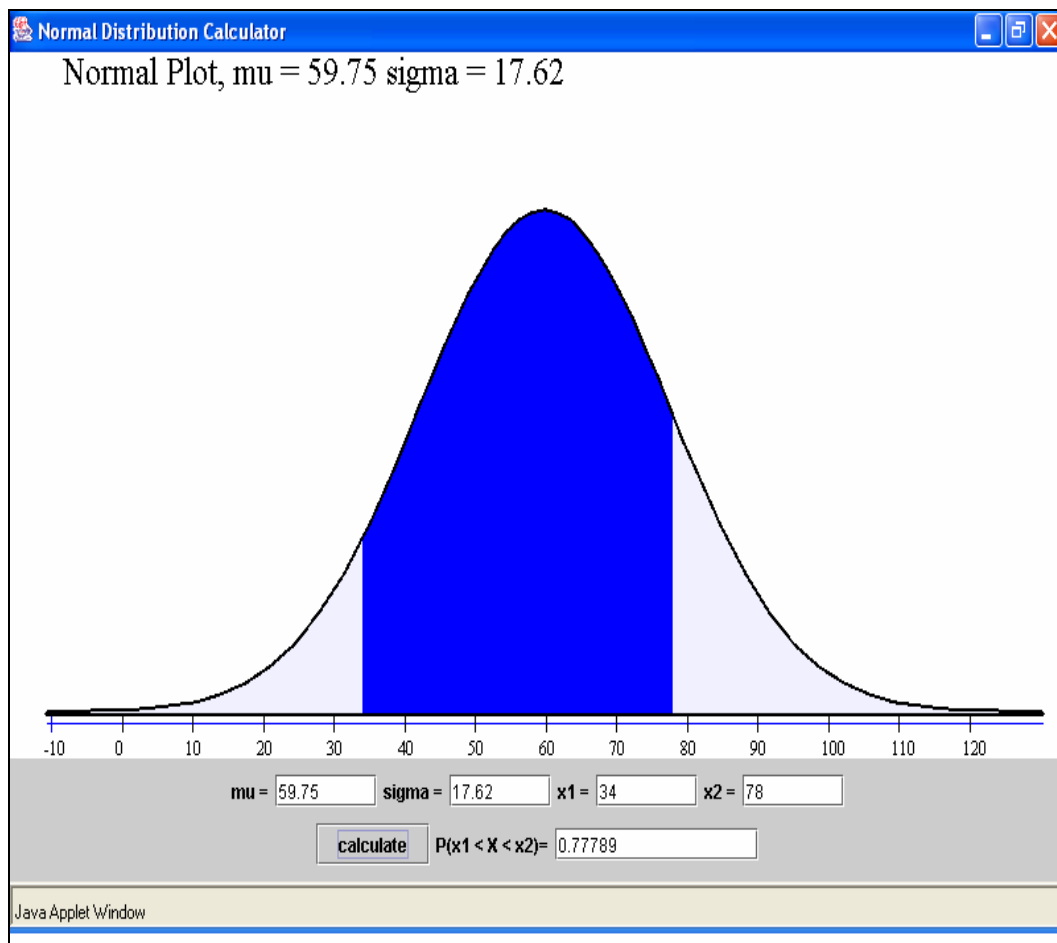 Normal Distribution Calculator
Normal Plot, mu = 59.75 sigma = 17.62
-10 0 10 20 30 40 50 60 70 80 90 100 110 120
mu = 59.75 sigma = 17.62 x1 = 34 x2 = 78
calculate P(x1 < X < x2)= 0.77789
Java Applet Window